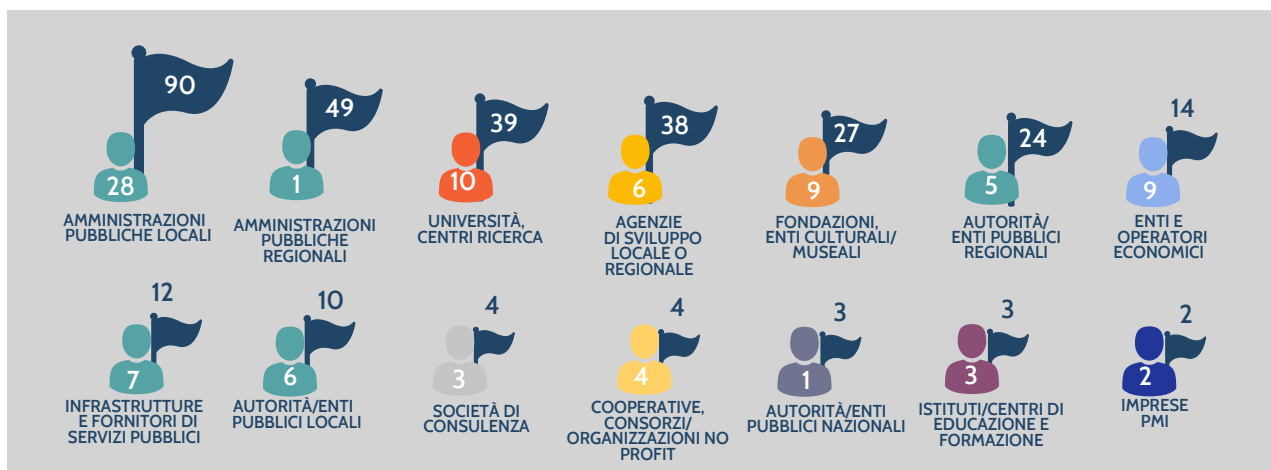 90
28
AMMINISTRAZIONI
PUBBLICHE LOCALI
49
1
AMMINISTRAZIONI
PUBBLICHE
REGIONALI
39
10
UNIVERSITÀ,
CENTRI RICERCA
38
6
AGENZIE
DI SVILUPPO
LOCALE O
REGIONALE
27
9
FONDAZIONI,
ENTI CULTURALI/
MUSEALI
24
5
AUTORITÀ/
ENTI PUBBLICI
REGIONALI
14
9
ENTI E
OPERATORI
ECONOMICI
12
7
INFRASTRUTTURE
E FORNITORI DI
SERVIZI PUBBLICI
10
6
AUTORITÀ/ENTI
PUBBLICI LOCALI
4
3
SOCIETÀ DI
CONSULENZA
4
4
COOPERATIVE,
CONSORZI/
ORGANIZZAZIONI NO
PROFIT
3
1
AUTORITÀ/ENTI
PUBBLICI NAZIONALI
3
3
ISTITUTI/CENTRI DI
EDUCAZIONE E
FORMAZIONE
2
2
IMPRESE
PMI